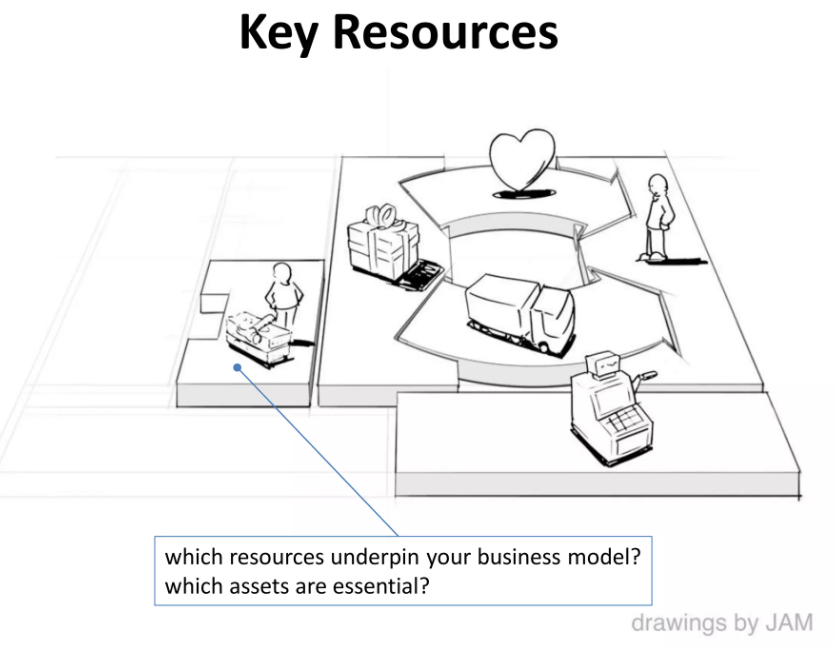 Key Resources
which resources underpin your business model?
which assets are essential?
drawings by JAM